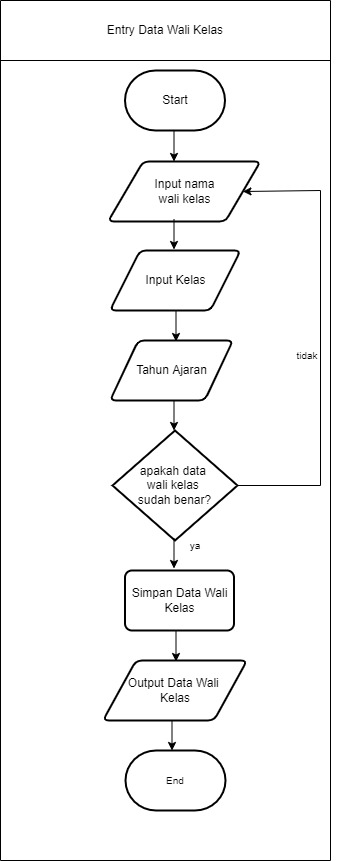 Entry Data Wali Kelas
Start
Input nama
wali kelas
Input Kelas
Tahun Ajaran
tidak
apakah data
wali kelas
sudah benar?
ya
Simpan Data Wali
Kelas
Output Data Wali
Kelas
End